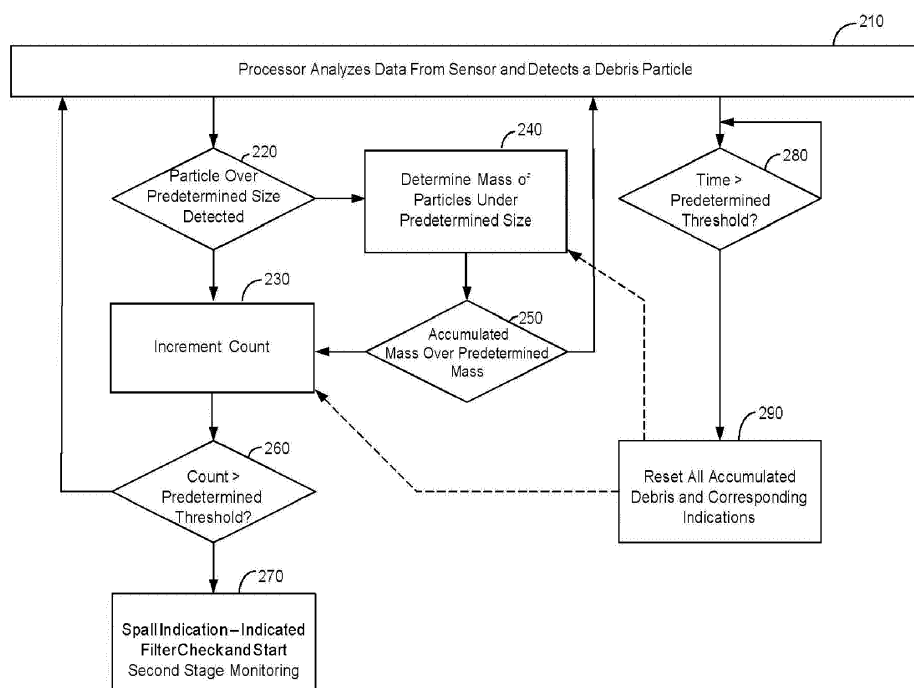 210
Processor Analyzes Data From Sensor and Detects a Debris Particle
220
Particle Over
Predetermined Size
Detected
240
Determine Mass of
Particles Under
Predetermined Size
280
Time >
Predetermined
Threshold?
230
Increment Count
250
Accumulated
Mass Over Predetermined
Mass
260
Count >
Predetermined
Threshold?
290
Reset All Accumulated
Debris and Corresponding
Indications
270
Spall Indication – Indicated
Filter Check and Start
Second Stage Monitoring